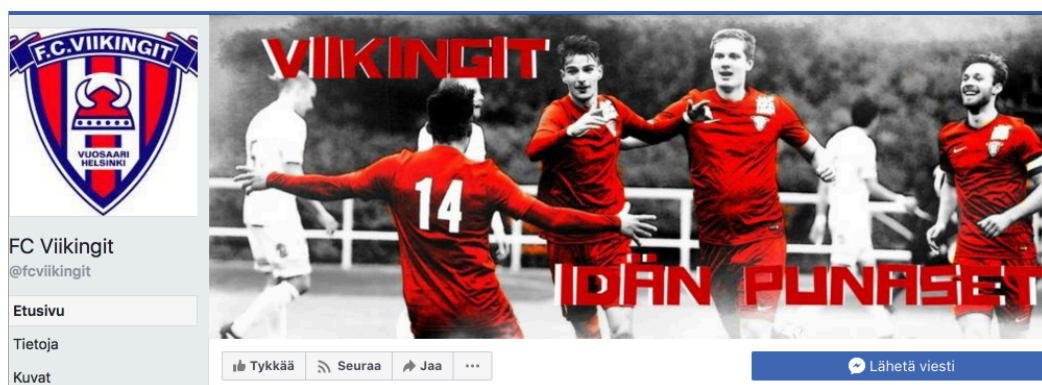 F.C.VIIKINGIT
VUOSAARI
HELSINKI
FC Viikingit
@fcviikingit
Etusivu
Tietoja
Kuvat
VIIKINGIT
14
IDÄN PUNASET
Tykkää
Seuraa
Jaa
Lähetä viesti